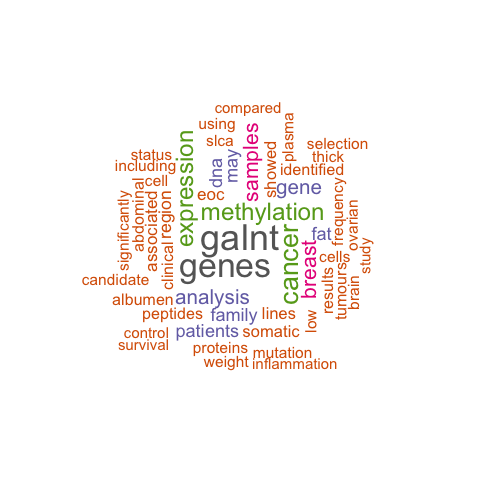 compared
using
plasma
slca
samples
selection
expression
status
may
showed
thick
including
dna
identified
cell
gene
eoc
significantly
abdominal
associated
region
methylation
frequency
ovarian
galnt
fat
cancer
breast
cells
study
clinical
genes
candidate
results
tumours
brain
analysis
albumen
peptides
family
lines
low
control
patients
somatic
survival
proteins
mutation
weight
inflammation